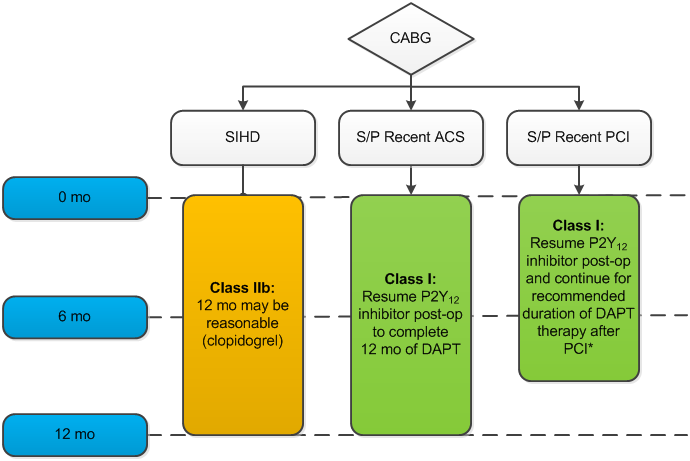 CABG
SIHD
S/P Recent ACS
S/P Recent PCI
0 mo
6 mo
12 mo
Class IIb:
12 mo may be
reasonable
(clopidogrel)
Class I:
Resume P2Y₁₂
inhibitor post-op
to complete
12 mo of DAPT
Class I:
Resume P2Y₁₂
inhibitor post-op
and continue for
recommended
duration of DAPT
therapy after
PCI*